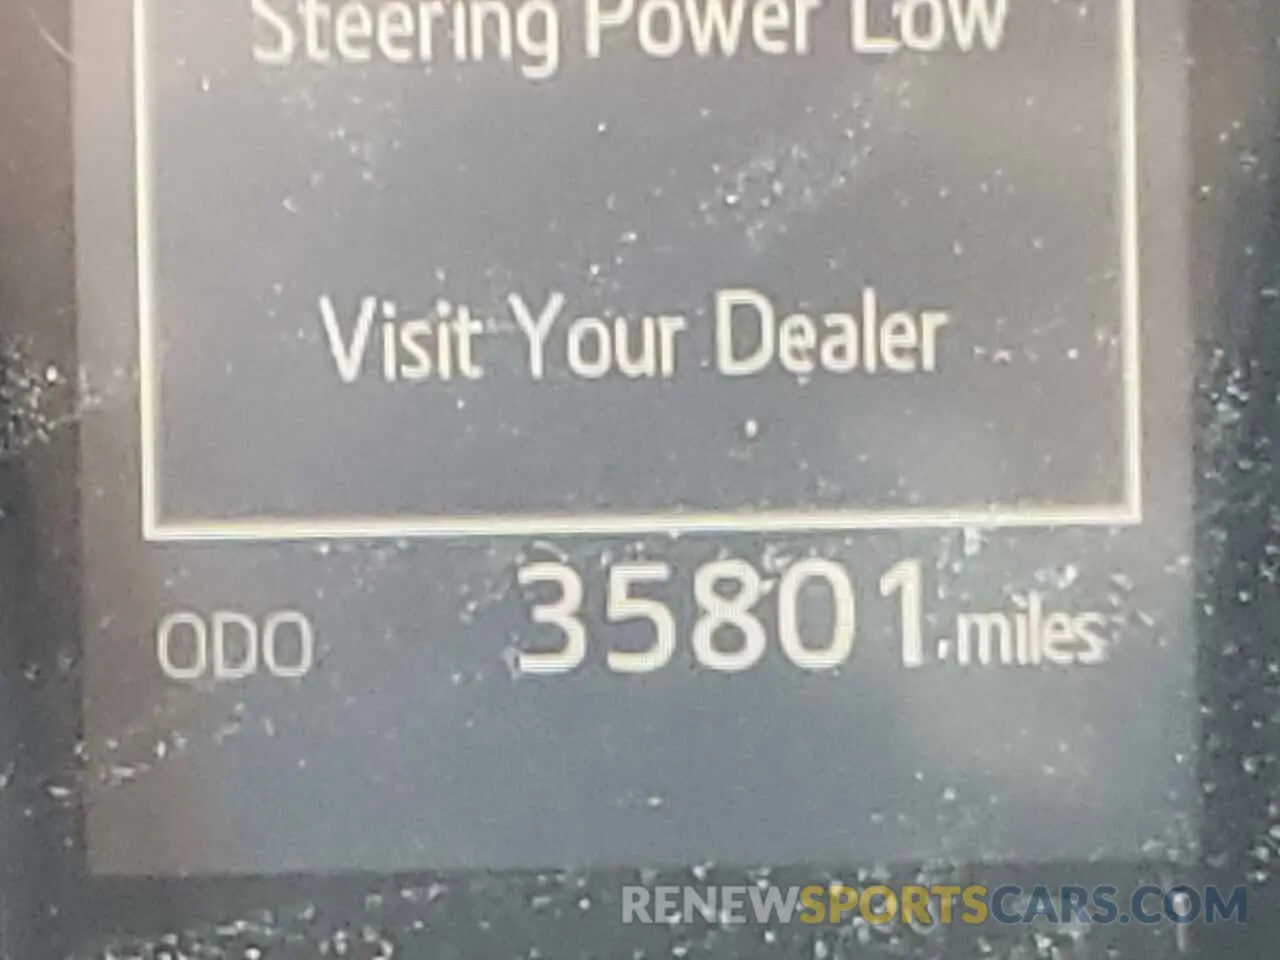 Steering Power Low
Visit Your Dealer
ODO 35801 miles
RENEWSPORTSCARS.COM